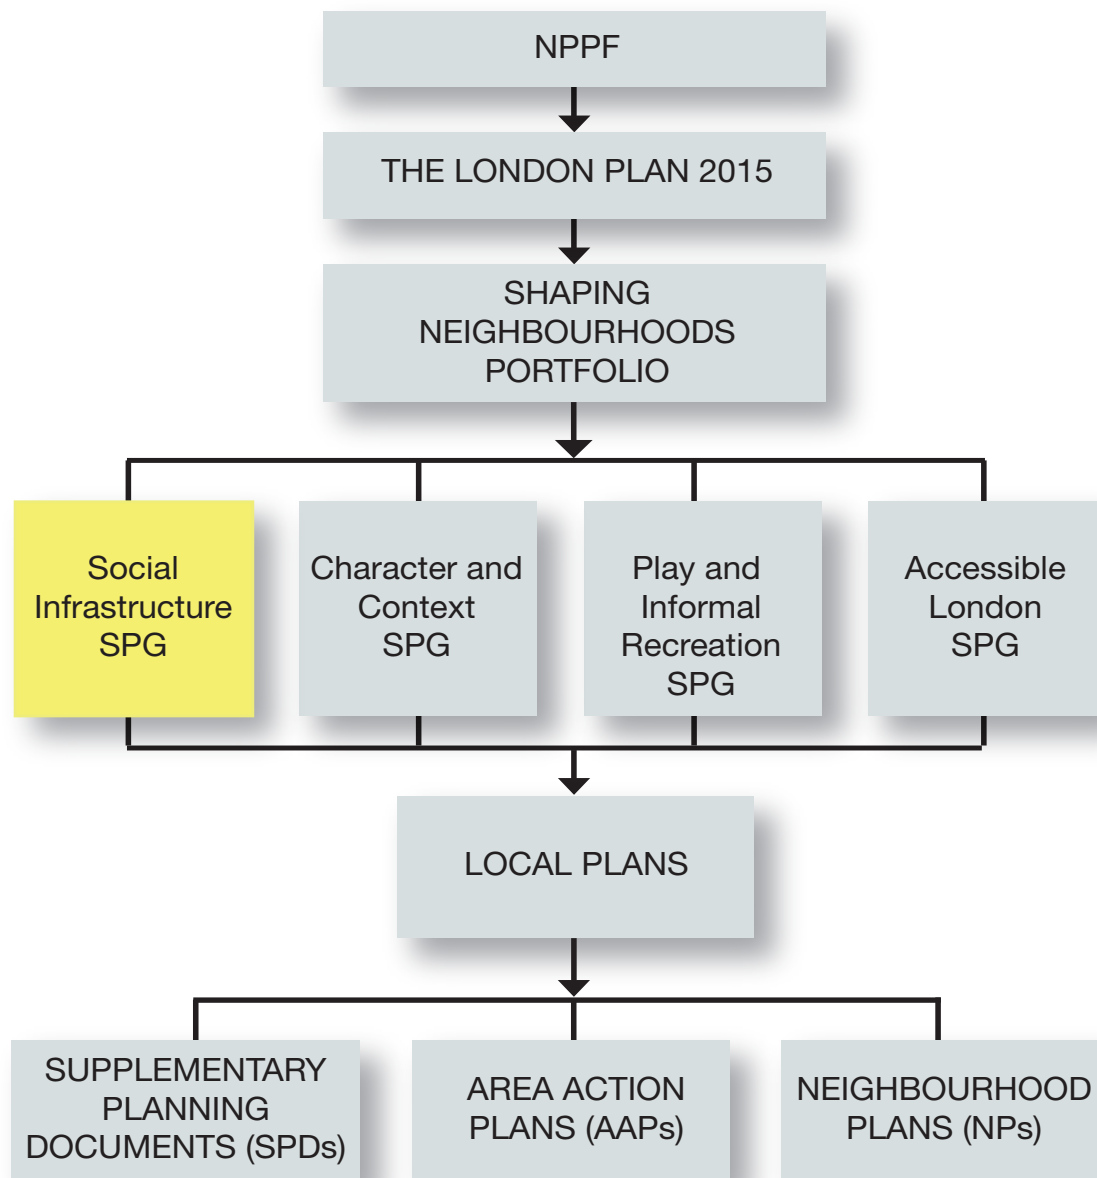 NPPF
THE LONDON PLAN 2015
SHAPING
NEIGHBOURHOODS
PORTFOLIO
Social
Infrastructure
SPG
Character and
Context
SPG
Play and
Informal
Recreation
SPG
Accessible
London
SPG
LOCAL PLANS
SUPPLEMENTARY
PLANNING
DOCUMENTS (SPDs)
AREA ACTION
PLANS (AAPs)
NEIGHBOURHOOD
PLANS (NPs)